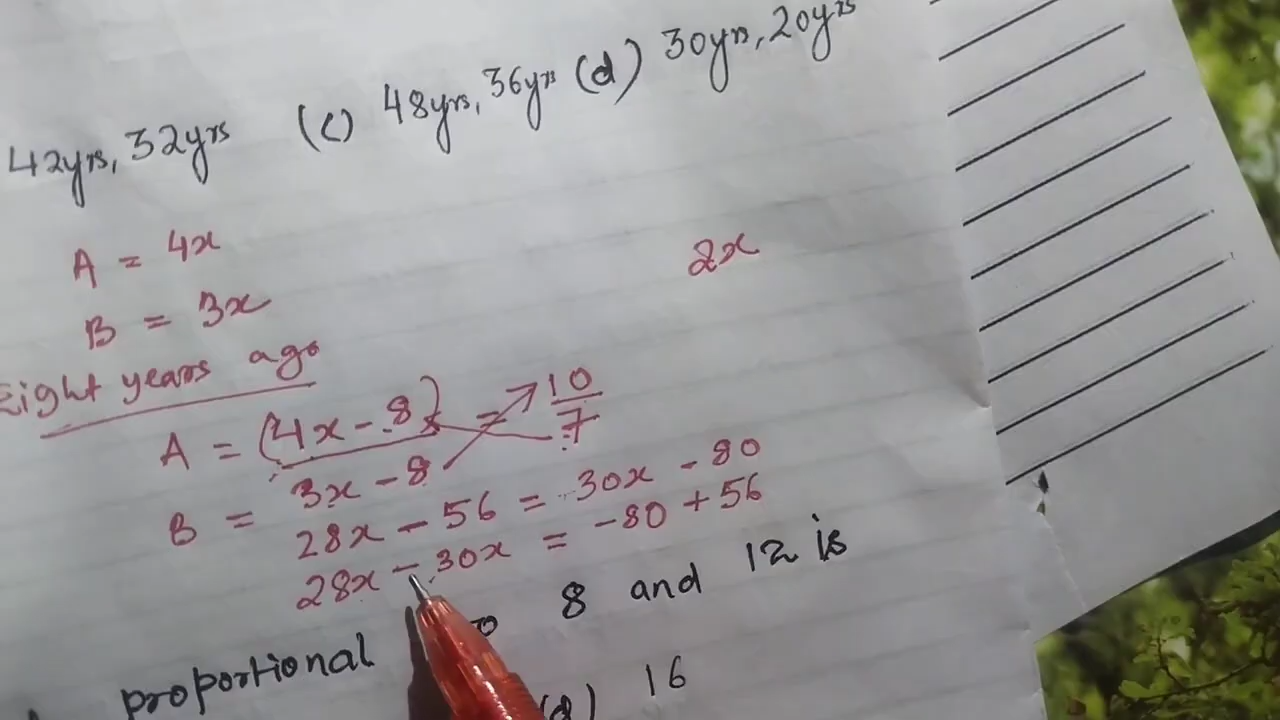 42yrs, 32yrs (c) 48yrs, 36yrs (d) 30yrs, 20yrs
A = 4x
2x
B = 3x
Eight years ago
A = (4x - 8) = 10
B = 3x - 8 7
28x - 56 = 30x - 80
28x - 30x = -80 + 56
proportional to 8 and 12 is
(d) 16